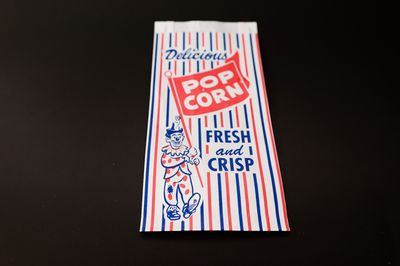 Delicious
POP
CORN
FRESH
and
CRISP